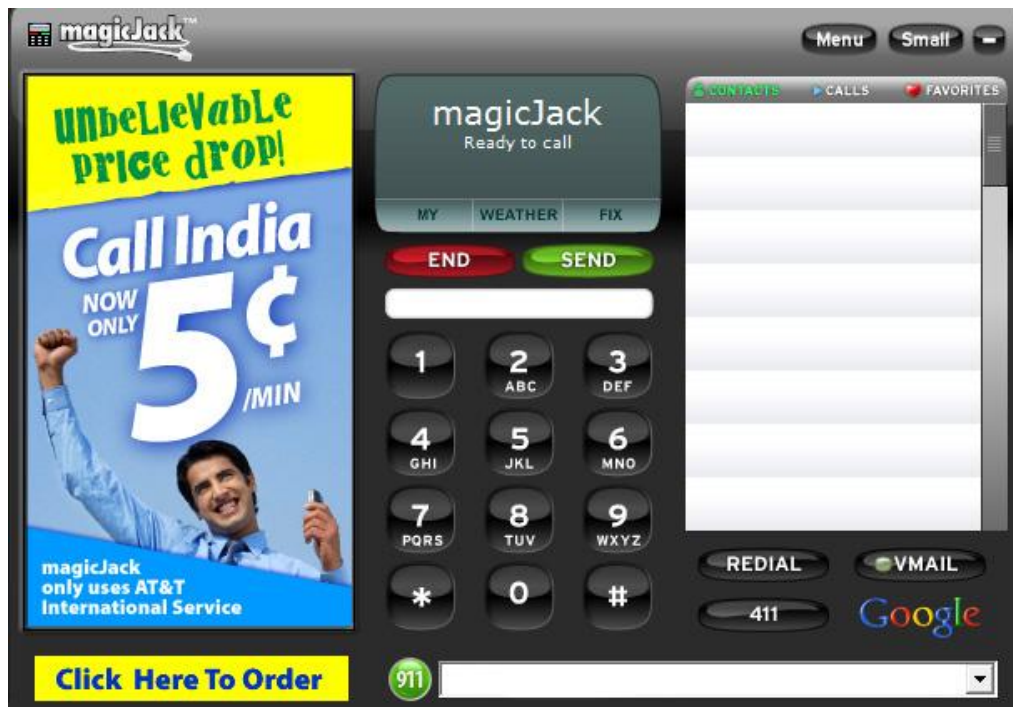 magicJack™
Menu
Small
unbelievable
price drop!
Call India
NOW
ONLY
5¢
/MIN
magicJack
only uses AT&T
International Service
Click Here To Order
magicJack
Ready to call
MY WEATHER FIX
END SEND
1 2 ABC 3 DEF
4 GHI 5 JKL 6 MNO
7 PQRS 8 TUV 9 WXYZ
* 0 #
911
CONTACTS CALLS FAVORITES
REDIAL VMAIL
411 Google